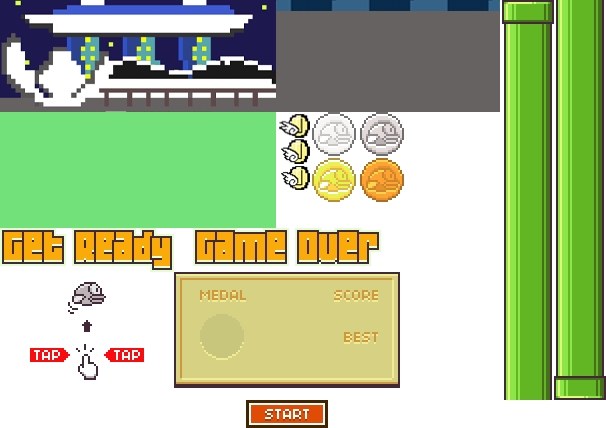 Get Ready
Game Over
MEDAL
SCORE
BEST
TAP
TAP
START